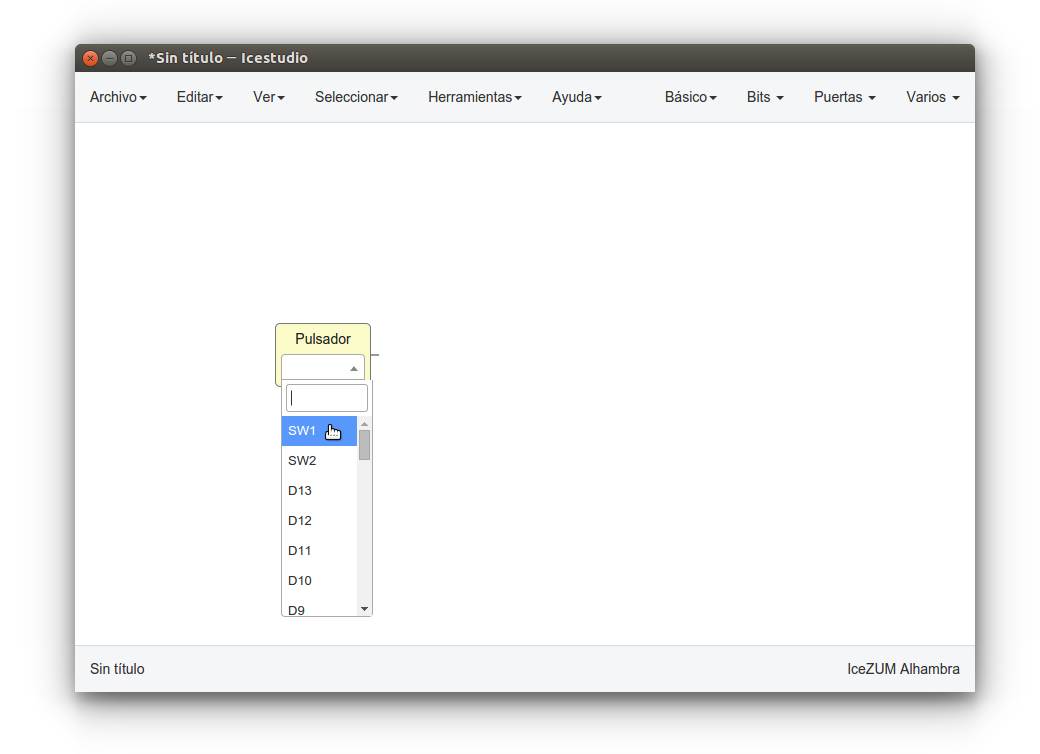 *Sin título – Icestudio
Archivo Editar Ver Seleccionar Herramientas Ayuda Básico Bits Puertas Varios
Pulsador
SW1
SW2
D13
D12
D11
D10
D9
Sin título IceZUM Alhambra